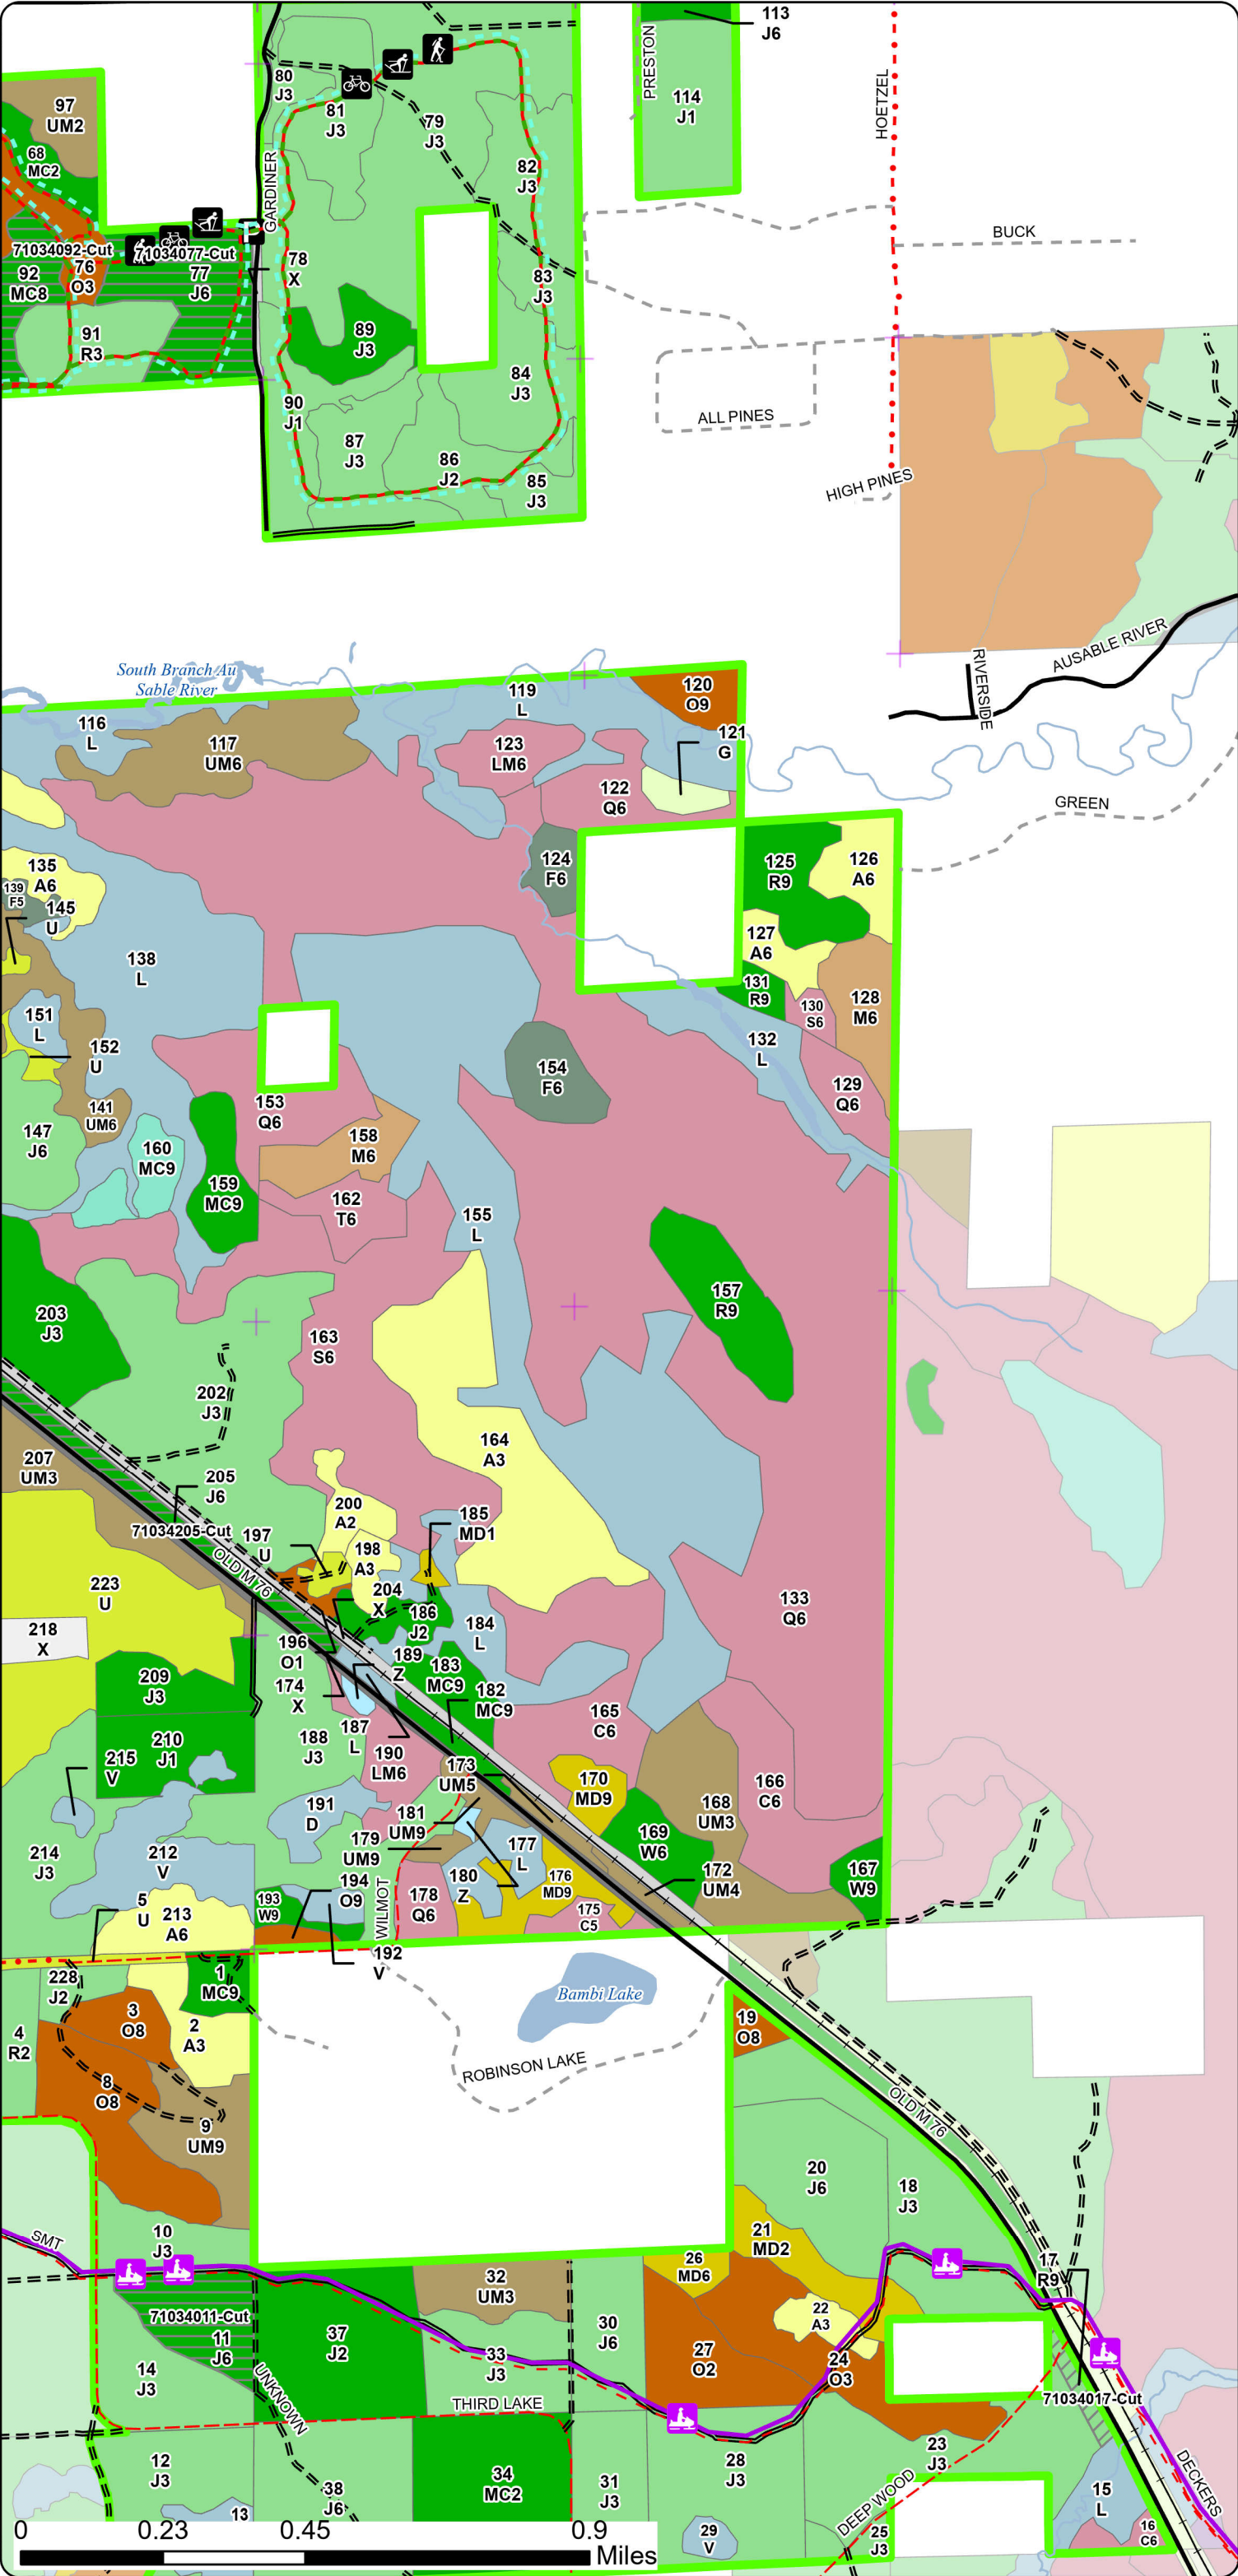 113
J6
PRESTON
HOETZEL
80
J3
97
UM2
81
J3
79
J3
114
J1
68
MC2
82
J3
GARDINER
P
BUCK
71034092-Cut
71034077-Cut
92
MC8
76
O3
77
J6
78
X
83
J3
91
R3
89
J3
84
J3
90
J1
ALL PINES
87
J3
86
J2
85
J3
HIGH PINES
AUSABLE RIVER
RIVERSIDE
South Branch Au
Sable River
119
L
120
O9
116
L
117
UM6
123
LM6
121
G
122
Q6
GREEN
135
A6
124
F6
125
R9
126
A6
139
F5
145
U
127
A6
138
L
131
R9
130
S6
128
M6
151
L
152
U
132
L
154
F6
129
Q6
141
UM6
153
Q6
147
J6
160
MC9
158
M6
159
MC9
162
T6
155
L
157
R9
203
J3
163
S6
202
J3
164
A3
207
UM3
205
J6
200
A2
185
MD1
71034205-Cut
197
U
198
A3
OLD M 76
223
U
204
X
133
Q6
186
J2
184
L
218
X
196
O1
189
Z
183
MC9
209
J3
174
X
182
MC9
165
C6
210
J1
188
J3
187
L
190
LM6
215
V
173
UM5
170
MD9
166
C6
191
D
181
UM9
168
UM3
214
J3
212
V
179
UM9
177
L
169
W6
194
O9
180
Z
176
MD9
172
UM4
167
W9
5
U
213
A6
193
W9
WILMOT
178
Q6
175
C5
192
V
228
J2
1
MC9
Bambi Lake
3
O8
2
A3
19
O8
4
R2
ROBINSON LAKE
8
O8
OLD M 76
9
UM9
20
J6
18
J3
SMT
10
J3
21
MD2
26
MD6
17
R9
32
UM3
71034011-Cut
22
A3
11
J6
37
J2
30
J6
27
O2
33
J3
24
O3
14
J3
UNKNOWN
THIRD LAKE
71034017-Cut
12
J3
28
J3
23
J3
34
MC2
31
J3
38
J6
DECKERS
DEEP WOOD
15
L
13
29
V
25
J3
16
C6
0 0.23 0.45 0.9
Miles